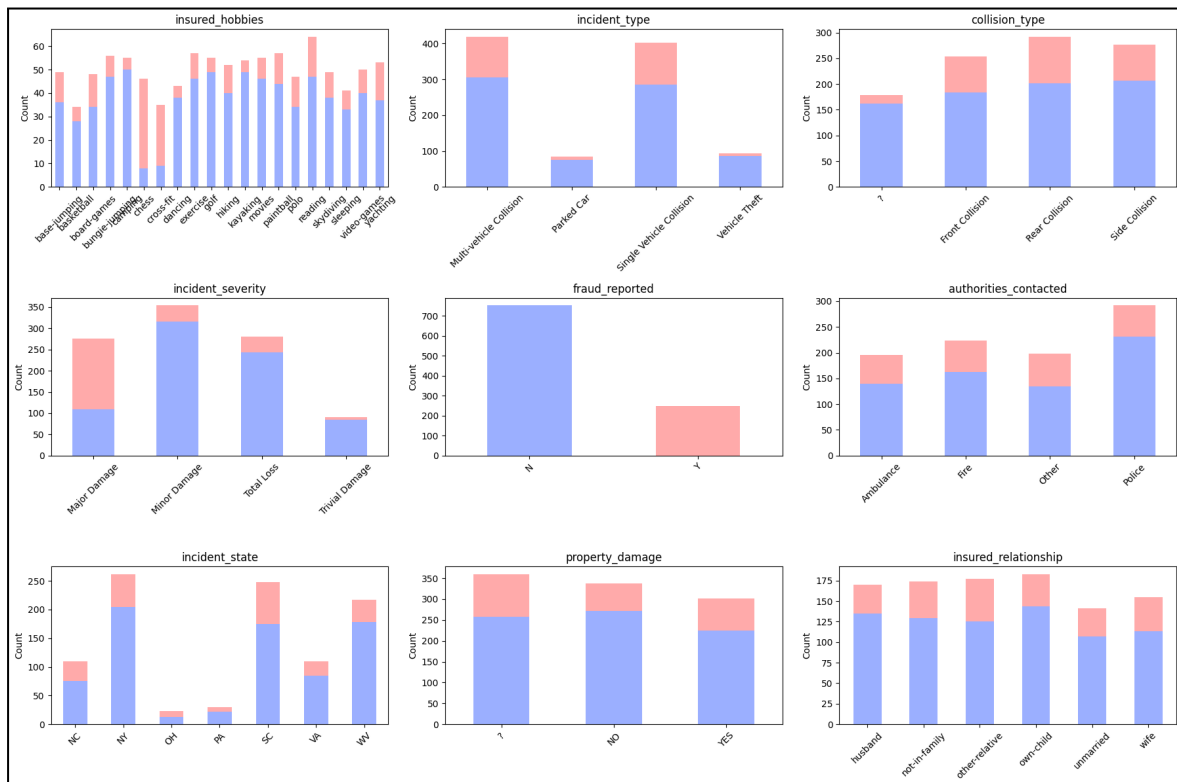 insured_hobbies
Count
60
50
40
30
20
10
0
base-jumping
basketball
board-games
bungie-jumping
camping
chess
cross-fit
dancing
exercise
golf
hiking
kayaking
movies
paintball
polo
reading
skydiving
sleeping
video-games
yachting
incident_type
Count
400
300
200
100
0
Multi-vehicle Collision
Parked Car
Single Vehicle Collision
Vehicle Theft
collision_type
Count
300
250
200
150
100
50
0
?
Front Collision
Rear Collision
Side Collision
incident_severity
Count
350
300
250
200
150
100
50
0
Major Damage
Minor Damage
Total Loss
Trivial Damage
fraud_reported
Count
700
600
500
400
300
200
100
0
N
Y
authorities_contacted
Count
300
250
200
150
100
50
0
Ambulance
Fire
Other
Police
incident_state
Count
250
200
150
100
50
0
NC
NY
OH
PA
SC
VA
WV
property_damage
Count
350
300
250
200
150
100
50
0
?
NO
YES
insured_relationship
Count
175
150
125
100
75
50
25
0
husband
not-in-family
other-relative
own-child
unmarried
wife